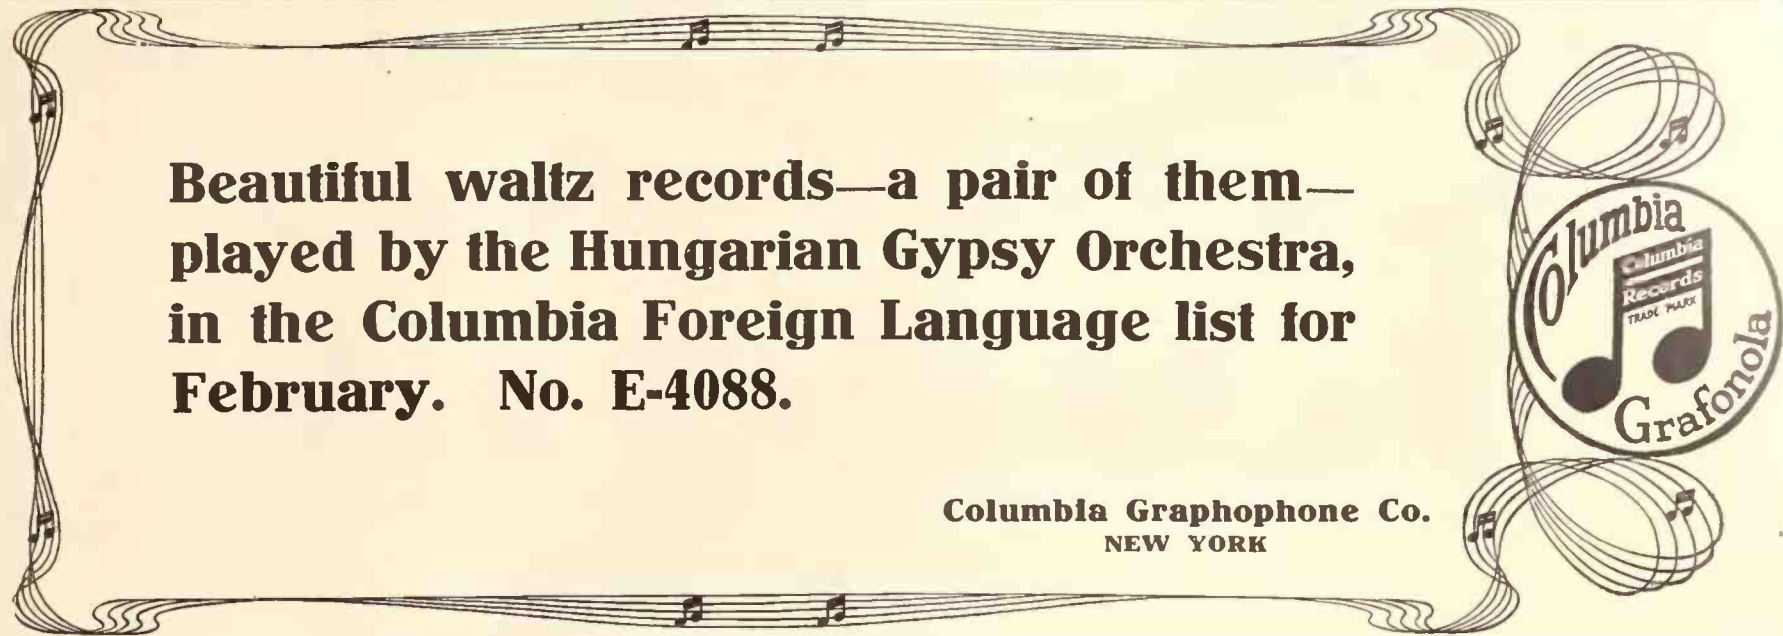 Beautiful waltz records—a pair of them—
played by the Hungarian Gypsy Orchestra,
in the Columbia Foreign Language list for
February. No. E-4088.
Columbia Graphophone Co.
NEW YORK
Columbia
Columbia
Records
TRADE MARK
Grafonola